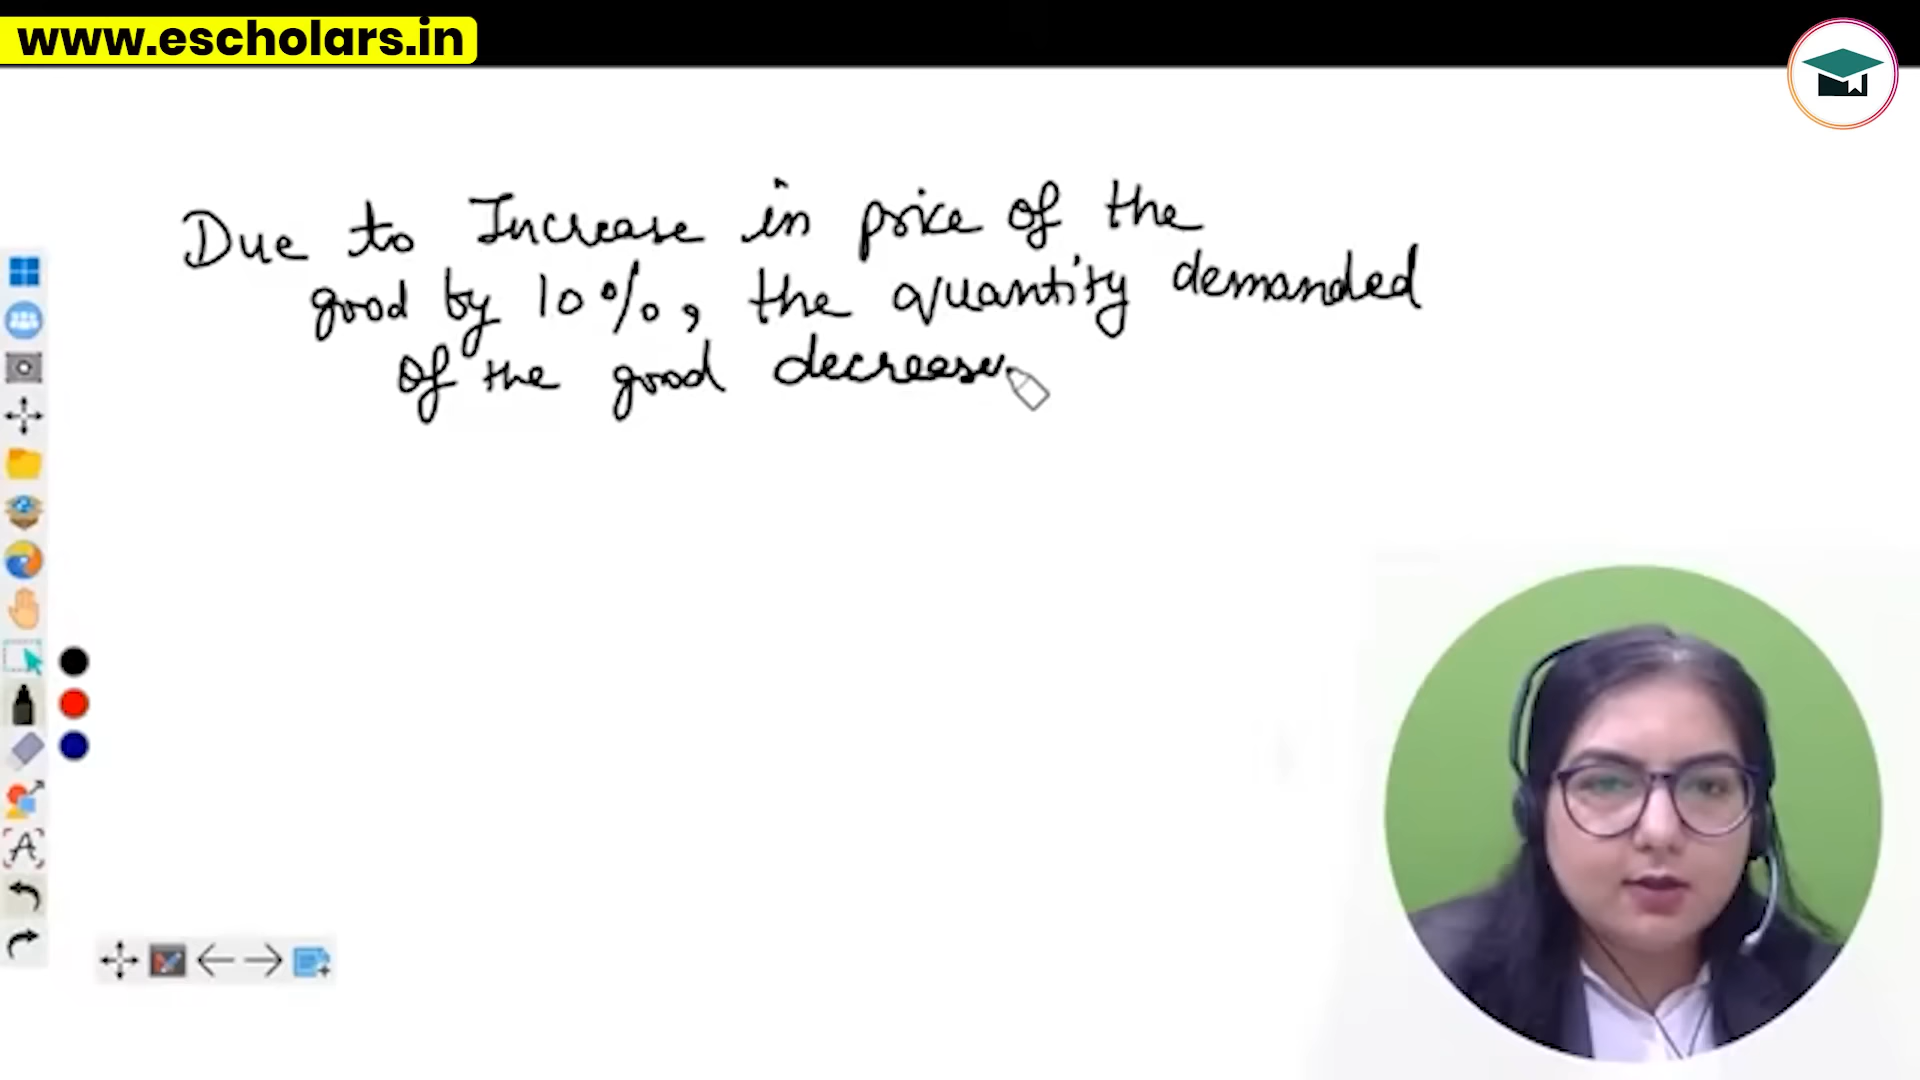 www.escholars.in
Due to Increase in price of the
good by 10%, the quantity demanded
of the good decrease